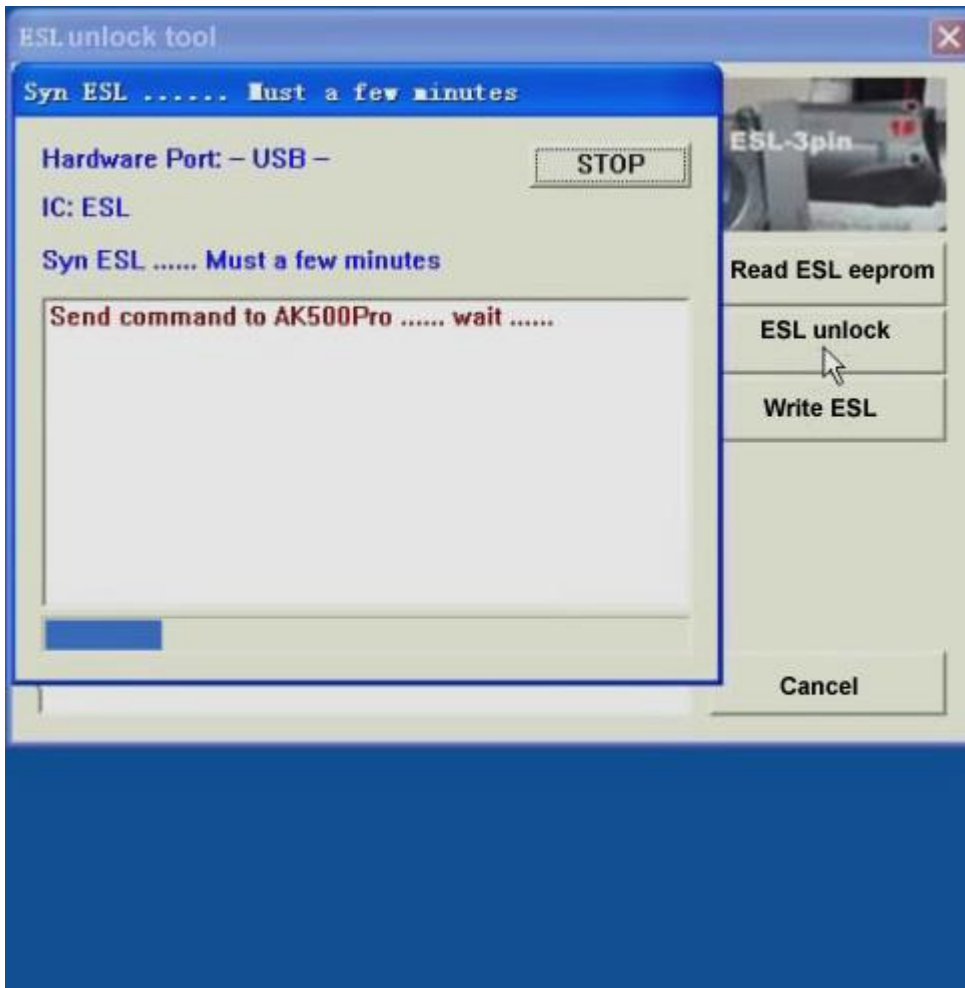 ESL unlock tool
Syn ESL ...... Must a few minutes
Hardware Port: – USB –
STOP
IC: ESL
Syn ESL ...... Must a few minutes
Send command to AK500Pro ...... wait ......
ESL-3pin
1#
Read ESL eeprom
ESL unlock
Write ESL
Cancel